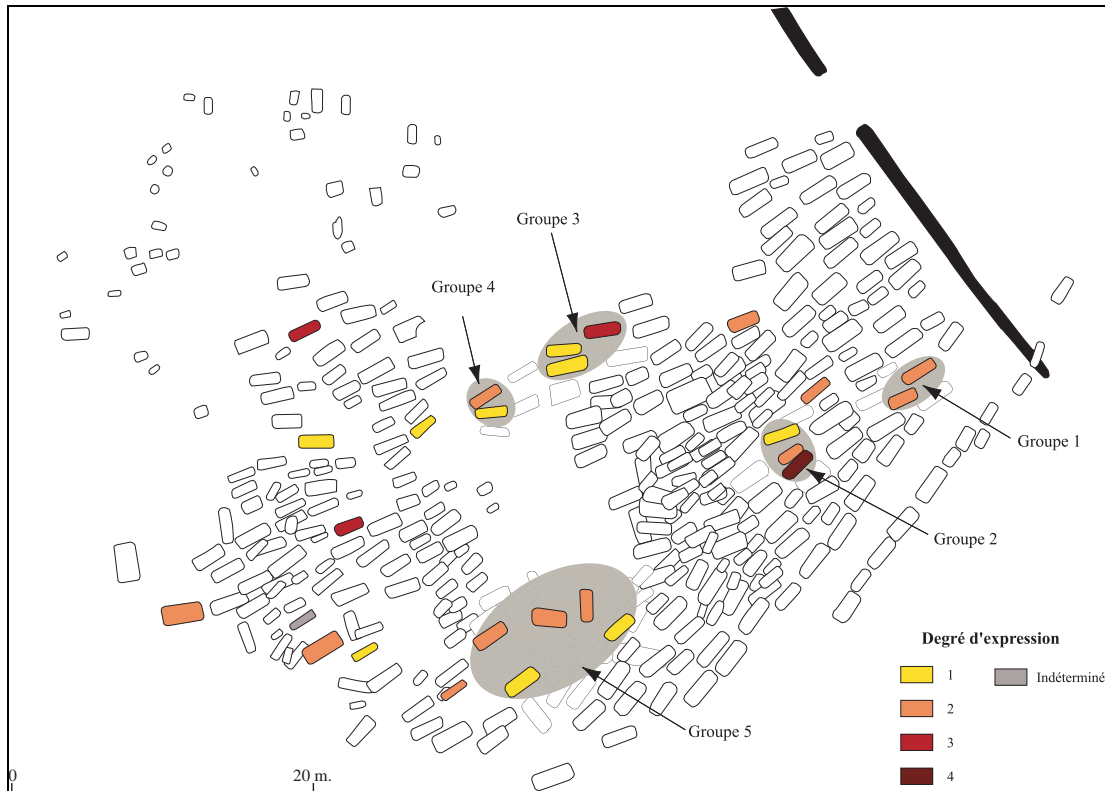 Groupe 3
Groupe 4
Groupe 1
Groupe 2
Groupe 5
Degré d'expression
1
Indéterminé
2
3
4
0
20 m.